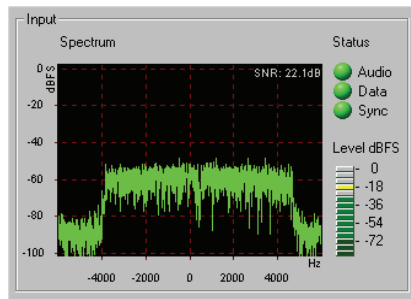 Input
Spectrum
Status
0
dBFS
SNR: 22.1dB
Audio
-20
Data
Sync
-40
Level dBFS
-60
0
-18
-80
-36
-54
-100
-72
Hz
-4000 -2000 0 2000 4000